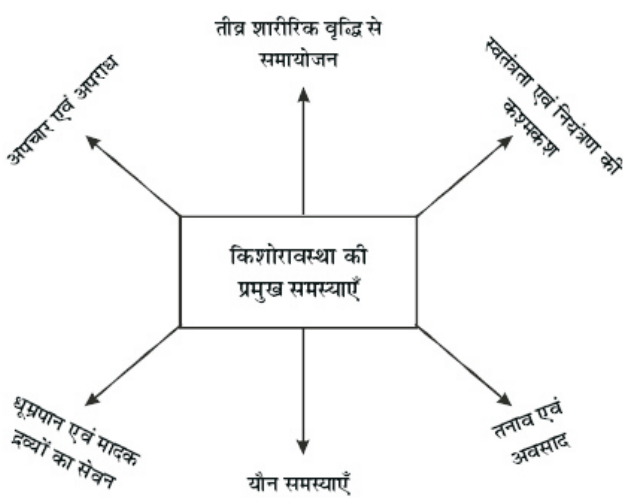 तीव्र शारीरिक वृद्धि से
समायोजन
स्वतंत्रता एवं नियंत्रण की
कश्मकश
अपचार एवं अपराध
किशोरावस्था की
प्रमुख समस्याएँ
धूम्रपान एवं मादक
द्रव्यों का सेवन
यौन समस्याएँ
तनाव एवं
अवसाद